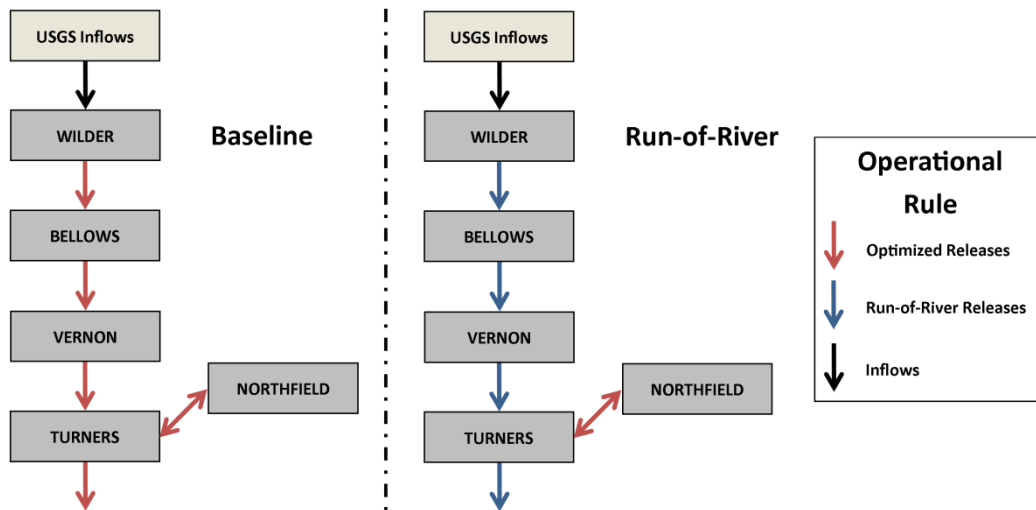 USGS Inflows
WILDER
Baseline
BELLOWS
VERNON
NORTHFIELD
TURNERS
USGS Inflows
WILDER
Run-of-River
BELLOWS
VERNON
NORTHFIELD
TURNERS
Operational
Rule
Optimized Releases
Run-of-River Releases
Inflows